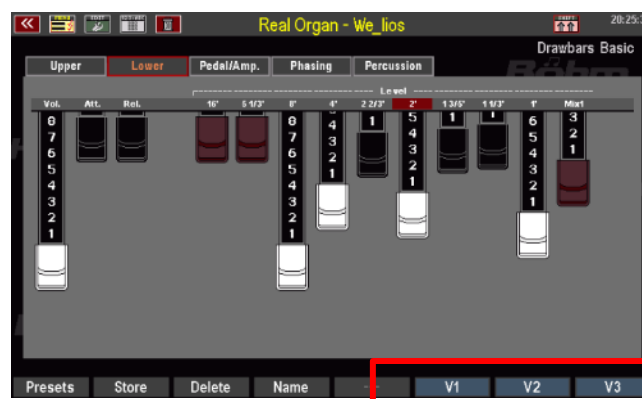 Real Organ - We_lios 20:25:
Drawbars Basic
Upper Lower Pedal/Amp. Phasing Percussion
Level
Vol. Att. Rel. 16' 5 1/3' 8' 4' 2 2/3' 2' 1 3/5' 1 1/3' 1' Mixt
8 8 4 1 5 1 1 6 3
7 7 3 4 5 2
6 6 2 3 4 1
5 5 1 2 3
4 4 1 2
3 3 1
2 2
1 1
Presets Store Delete Name --- V1 V2 V3